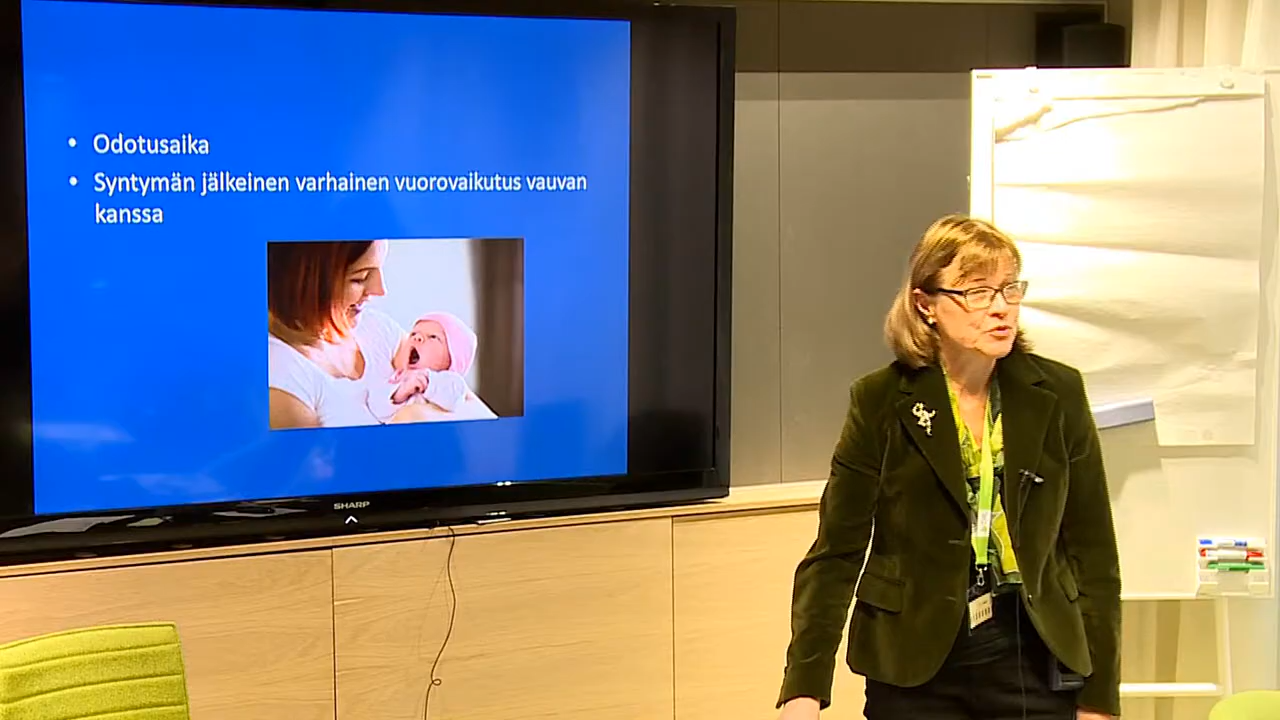 • Odotusaika
• Syntymän jälkeinen varhainen vuorovaikutus vauvan
kanssa
SHARP